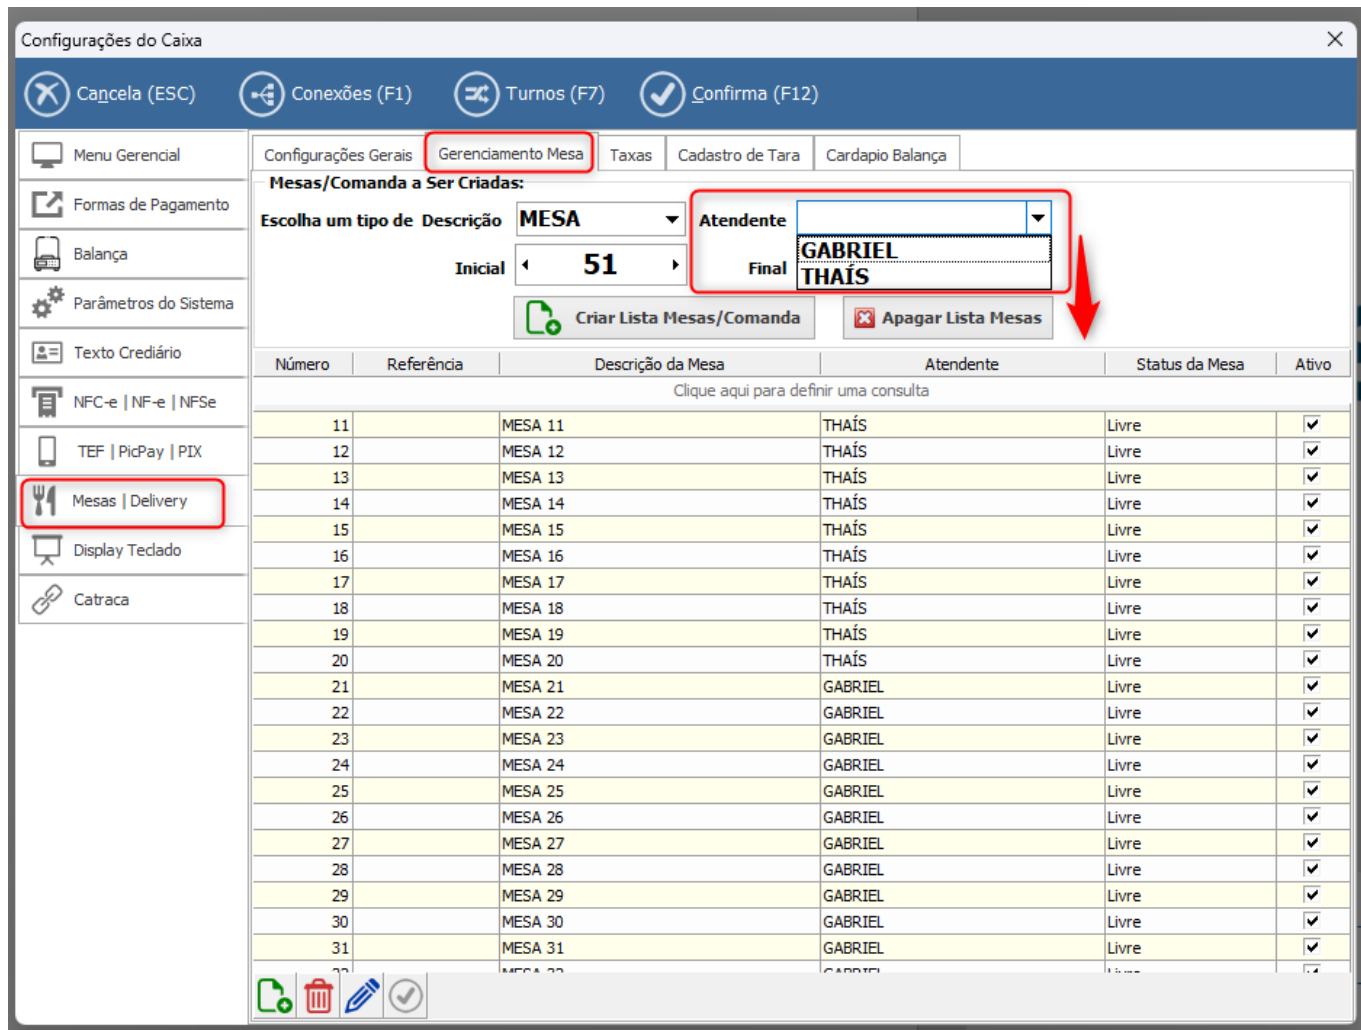 Configurações do Caixa
Cancela (ESC) Conexões (F1) Turnos (F7) Confirma (F12)
Menu Gerencial
Formas de Pagamento
Balança
Parâmetros do Sistema
Texto Crediário
NFC-e | NF-e | NFSe
TEF | PicPay | PIX
Mesas | Delivery
Display Teclado
Catraca
Configurações Gerais Gerenciamento Mesa Taxas Cadastro de Tara Cardapio Balança
Mesas/Comanda a Ser Criadas:
Escolha um tipo de Descrição MESA Atendente
GABRIEL
THAÍS
Inicial 51 Final
Criar Lista Mesas/Comanda Apagar Lista Mesas
Número Referência Descrição da Mesa Atendente Status da Mesa Ativo
Clique aqui para definir uma consulta
11 MESA 11 THAÍS Livre
12 MESA 12 THAÍS Livre
13 MESA 13 THAÍS Livre
14 MESA 14 THAÍS Livre
15 MESA 15 THAÍS Livre
16 MESA 16 THAÍS Livre
17 MESA 17 THAÍS Livre
18 MESA 18 THAÍS Livre
19 MESA 19 THAÍS Livre
20 MESA 20 THAÍS Livre
21 MESA 21 GABRIEL Livre
22 MESA 22 GABRIEL Livre
23 MESA 23 GABRIEL Livre
24 MESA 24 GABRIEL Livre
25 MESA 25 GABRIEL Livre
26 MESA 26 GABRIEL Livre
27 MESA 27 GABRIEL Livre
28 MESA 28 GABRIEL Livre
29 MESA 29 GABRIEL Livre
30 MESA 30 GABRIEL Livre
31 MESA 31 GABRIEL Livre